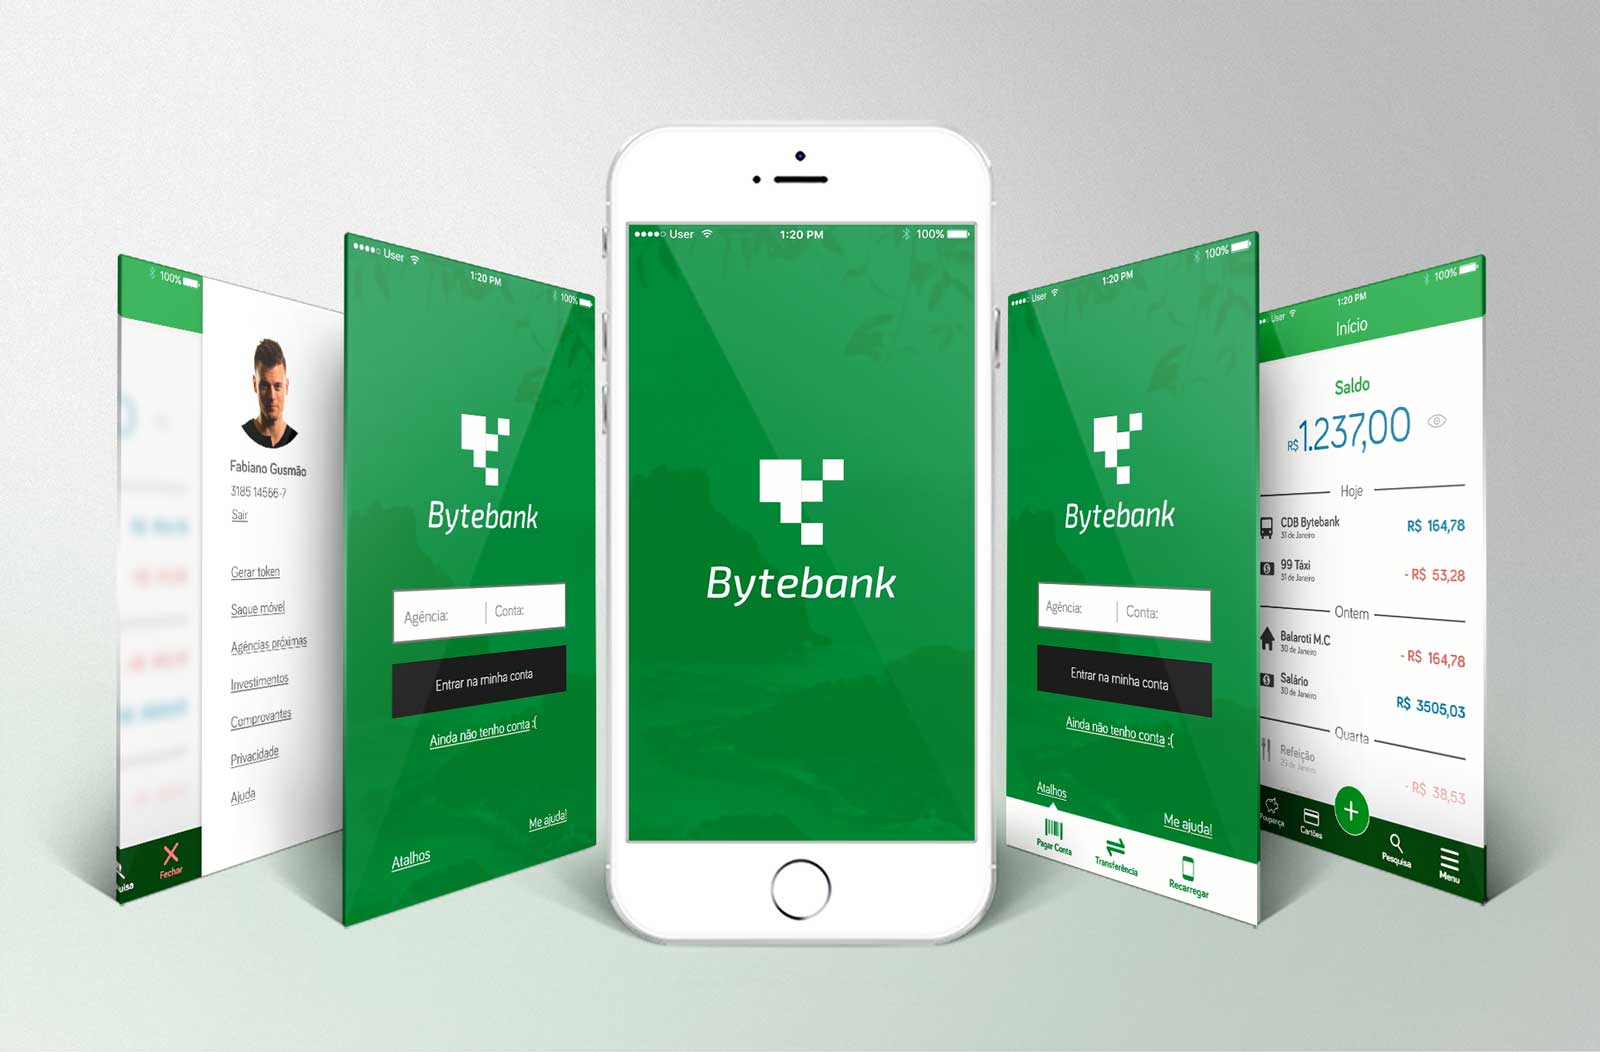 100%
Fabiano Gusmão
3185 14566-7
Sair
Gerar token
Saque móvel
Agências próximas
Investimentos
Comprovantes
Privacidade
Ajuda
uisa
Fechar
User
1:20 PM
100%
Bytebank
Agência: | Conta:
Entrar na minha conta
Ainda não tenho conta :(
Me ajuda!
Atalhos
User 1:20 PM 100%
Bytebank
User 1:20 PM 100%
Bytebank
Agência: | Conta:
Entrar na minha conta
Ainda não tenho conta :(
Atalhos
Me ajuda!
Pagar Conta
Transferência
Recarregar
User 1:20 PM 100%
Início
Saldo
R$ 1.237,00
Hoje
CDB Bytebank R$ 164,78
31 de Janeiro
99 Táxi - R$ 53,28
31 de Janeiro
Ontem
Balaroti M.C - R$ 164,78
30 de Janeiro
Salário R$ 3505,03
30 de Janeiro
Quarta
Refeição - R$ 38,53
29 de Janeiro
Poupança
Cartões
+
Pesquisa
Menu